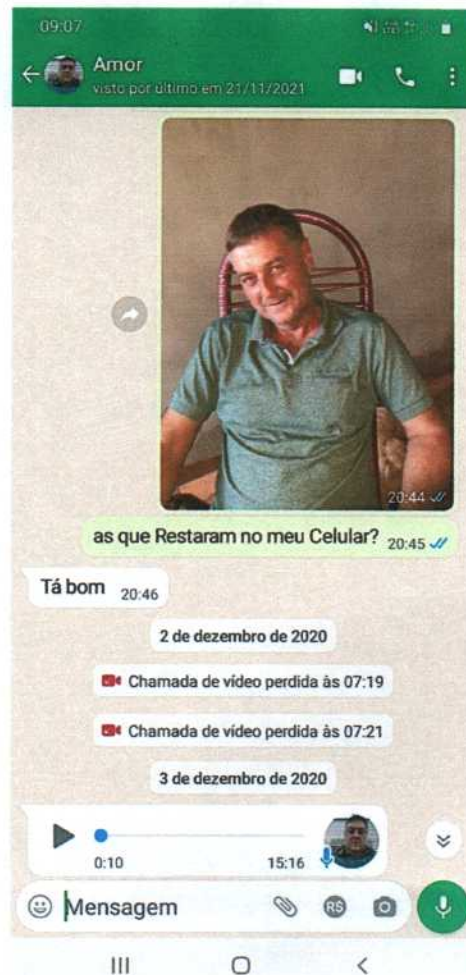 09:07
Amor
visto por último em 21/11/2021
20:44
as que Restaram no meu Celular? 20:45
Tá bom 20:46
2 de dezembro de 2020
Chamada de vídeo perdida às 07:19
Chamada de vídeo perdida às 07:21
3 de dezembro de 2020
0:10 15:16
Mensagem R$